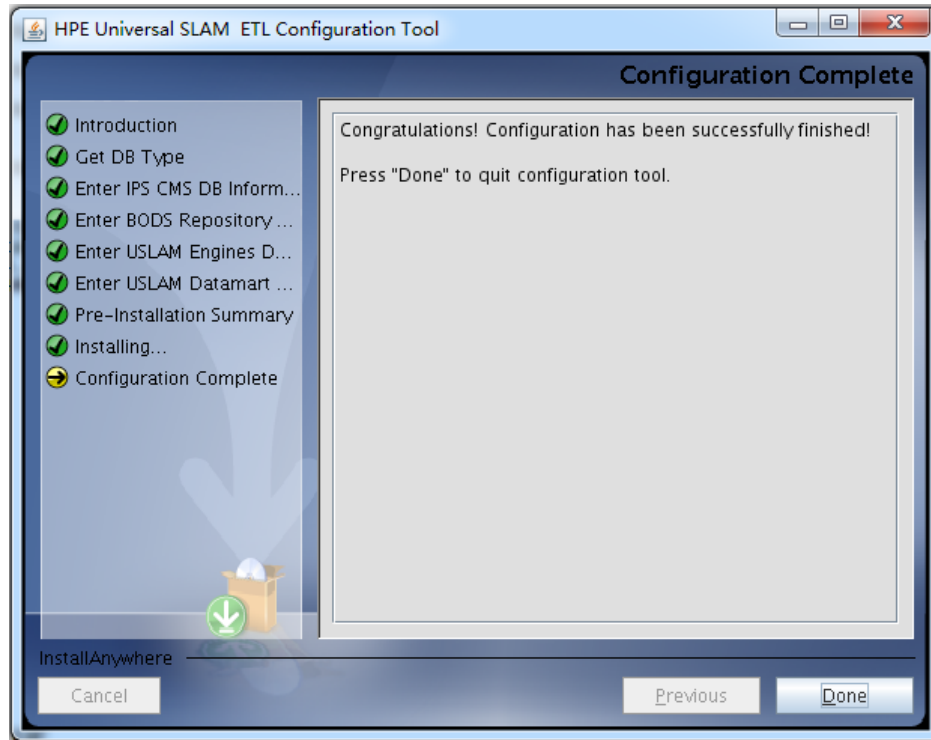 HPE Universal SLAM ETL Configuration Tool
Configuration Complete
Introduction
Get DB Type
Enter IPS CMS DB Inform...
Enter BODS Repository ...
Enter USLAM Engines D...
Enter USLAM Datamart ...
Pre-Installation Summary
Installing...
Configuration Complete
Congratulations! Configuration has been successfully finished!
Press "Done" to quit configuration tool.
InstallAnywhere
Cancel
Previous
Done